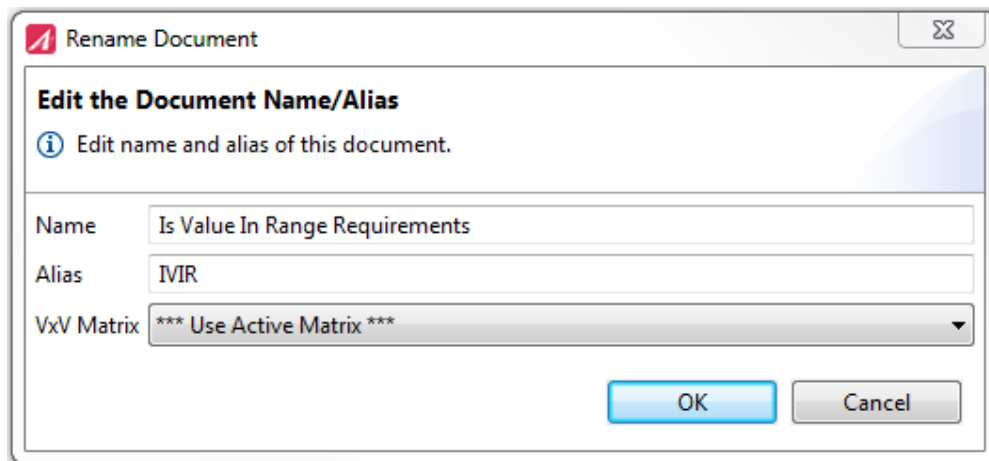 Rename Document
Edit the Document Name/Alias
Edit name and alias of this document.
Name Is Value In Range Requirements
Alias IVIR
VxV Matrix *** Use Active Matrix ***
OK Cancel